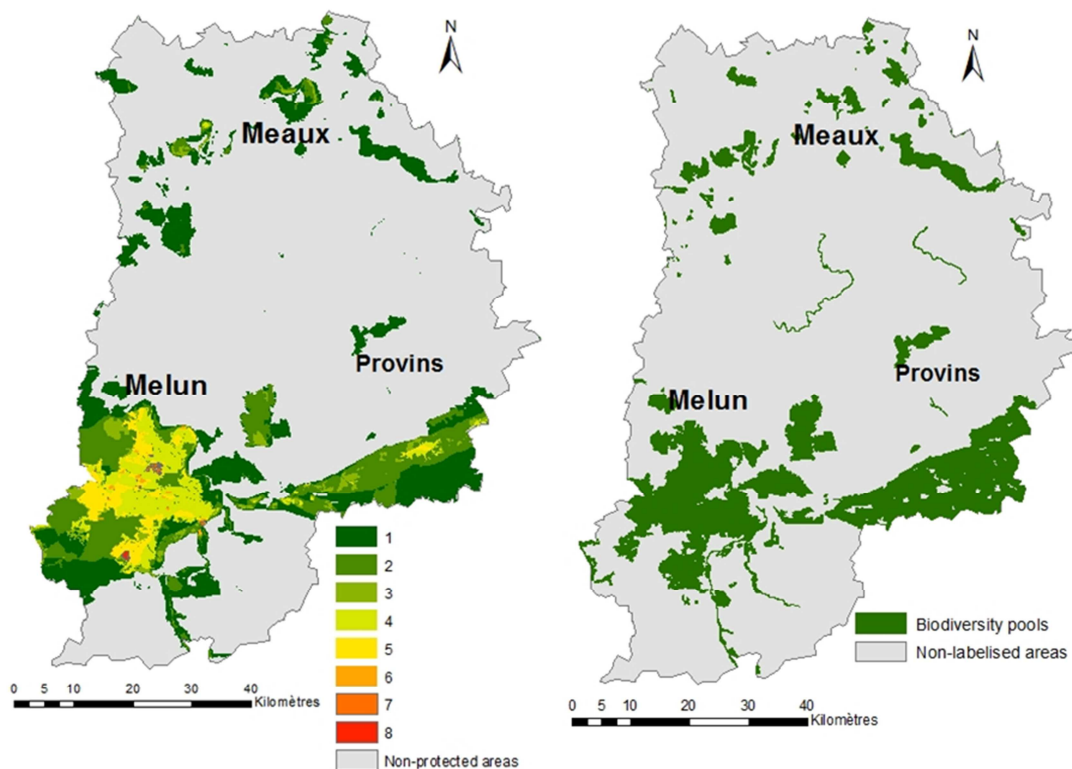 N
Meaux
Provins
Melun
1
2
3
4
5
6
7
8
Non-protected areas
0 5 10 20 30 40
Kilomètres
N
Meaux
Provins
Melun
Biodiversity pools
Non-labelised areas
0 5 10 20 30 40
Kilomètres